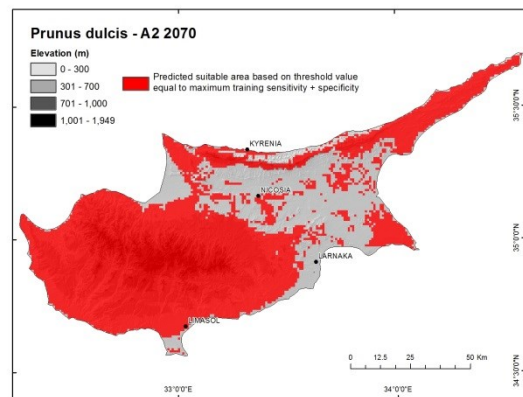 Prunus dulcis - A2 2070
Elevation (m)
0 - 300
301 - 700
701 - 1,000
1,001 - 1,949
Predicted suitable area based on threshold value
equal to maximum training sensitivity + specificity
KYRENIA
NICOSIA
LARNAKA
LIMASOL
35°30'0"N
35°0'0"N
34°30'0"N
0 12.5 25 50 Km
33°0'0"E
34°0'0"E